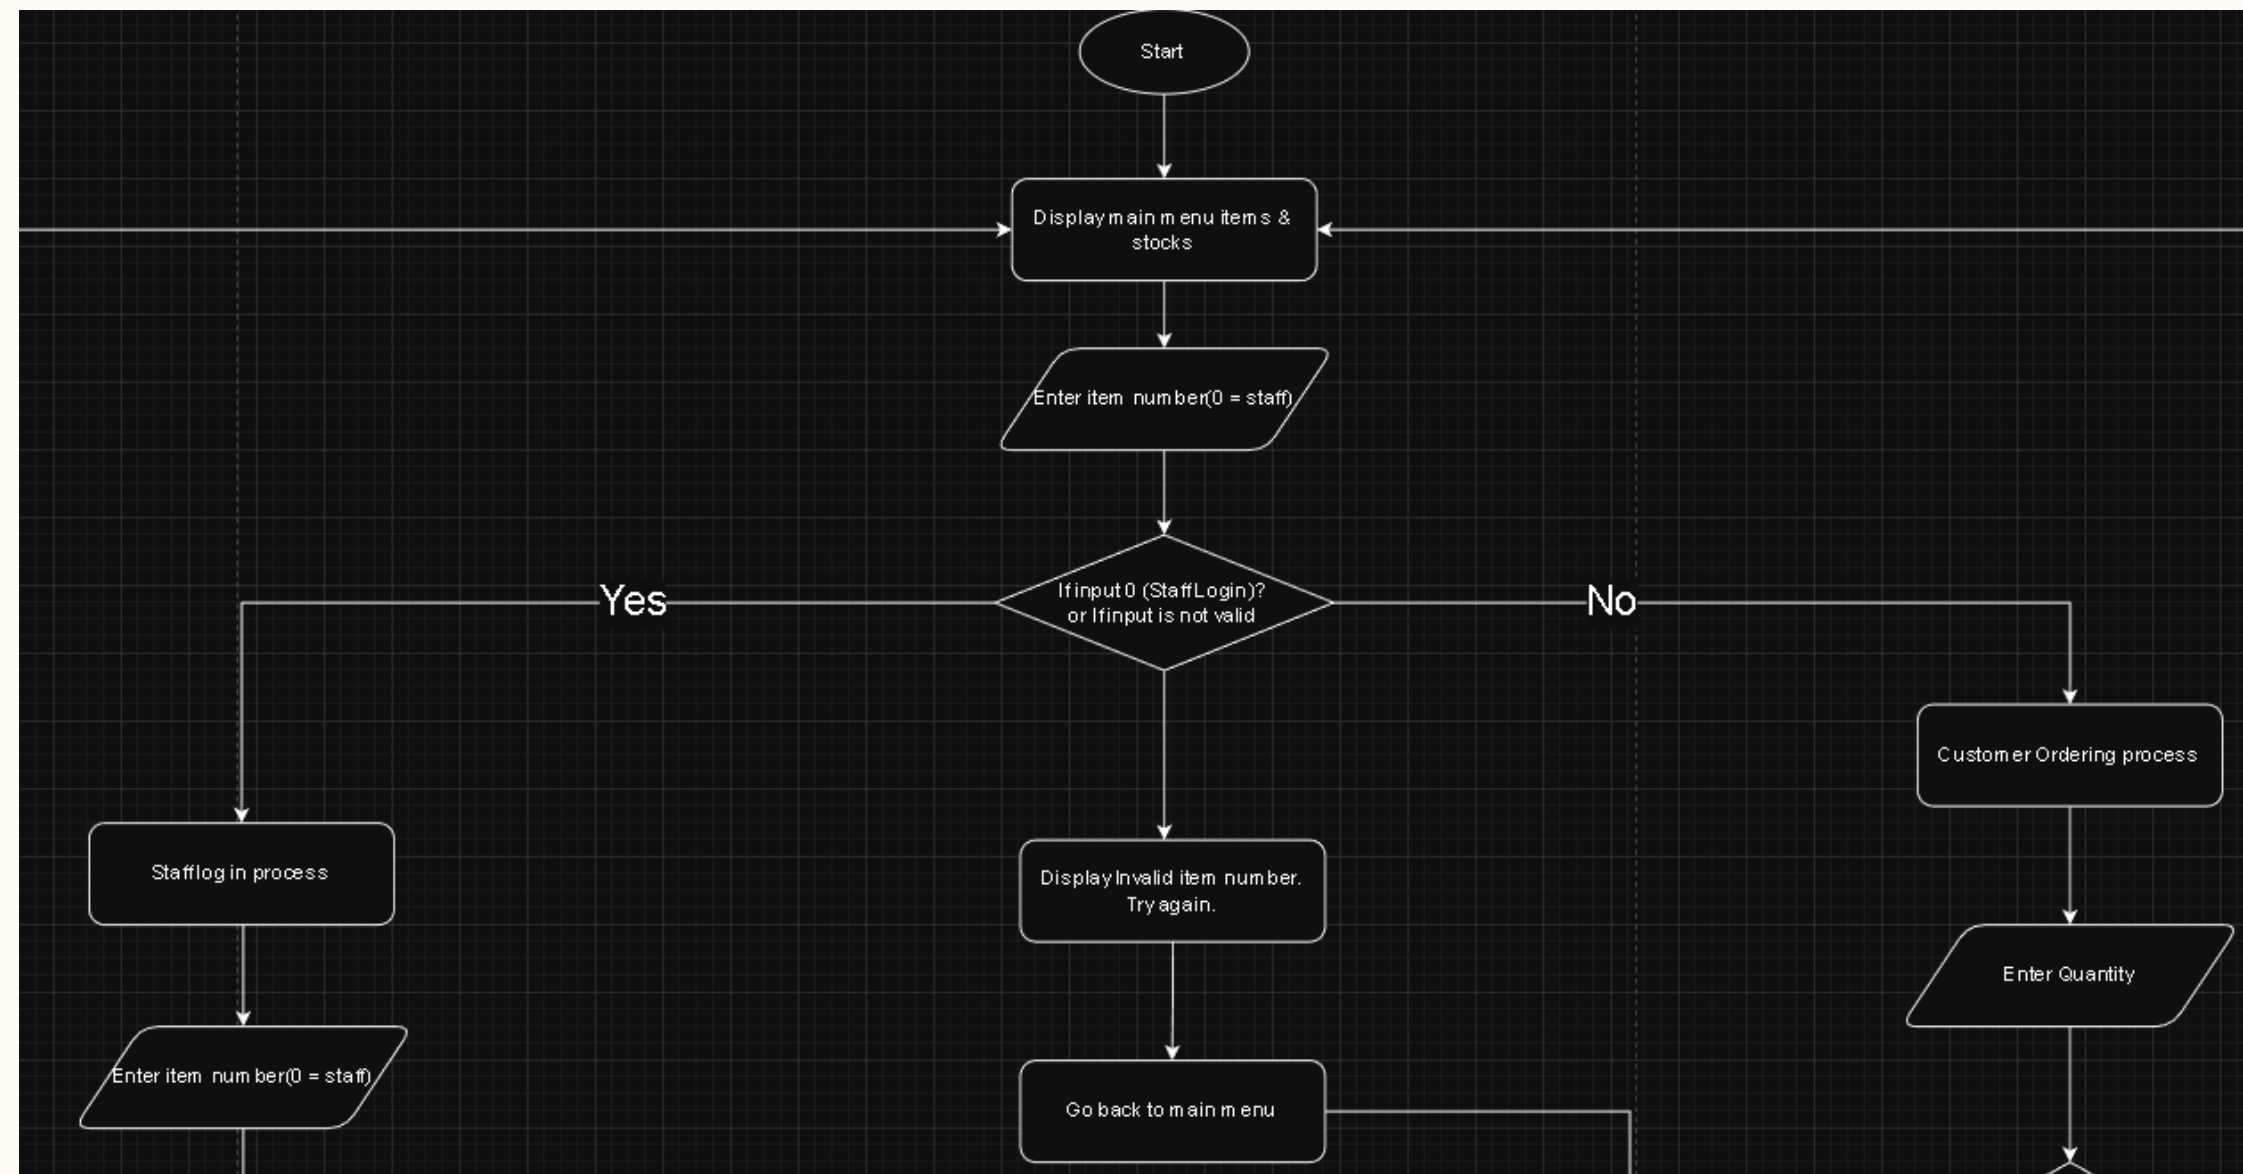 Start
Display main menu items &
stocks
Enter item number(0 = staff)
If input 0 (Staff Login)?
or If input is not valid
Yes
No
Customer Ordering process
Staff log in process
Display Invalid item number.
Try again.
Enter Quantity
Enter item number(0 = staff)
Go back to main menu